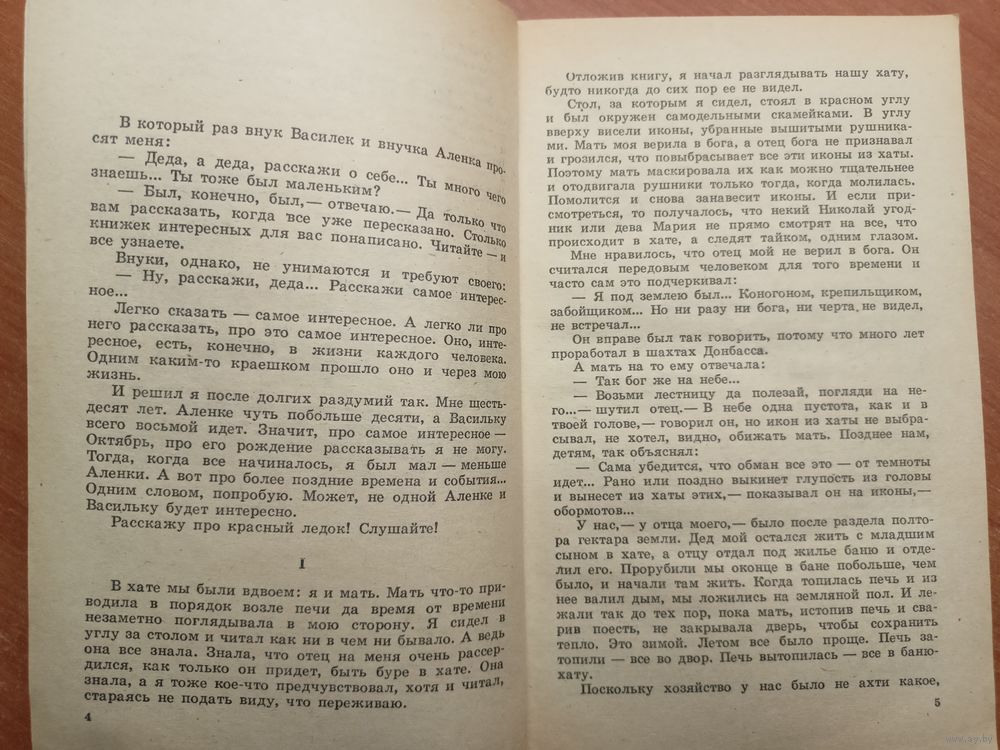 В который раз внук Василек и внучка Аленка про-
сят меня:
— Деда, а деда, расскажи о себе... Ты много чего
знаешь... Ты тоже был маленьким?
— Был, конечно, был,— отвечаю.— Да только что
вам рассказать, когда все уже пересказано. Столько
книжек интересных для вас понаписано. Читайте — и
все узнаете.
Внуки, однако, не унимаются и требуют своего:
— Ну, расскажи, деда... Расскажи самое интерес-
ное...
Легко сказать — самое интересное. А легко ли про
него рассказать, про это самое интересное. Оно, инте-
ресное, есть, конечно, в жизни каждого человека.
Одним каким-то краешком прошло оно и через мою
жизнь.
И решил я после долгих раздумий так. Мне шесть-
десят лет. Аленке чуть побольше десяти, а Васильку
всего восьмой идет. Значит, про самое интересное —
Октябрь, про его рождение рассказывать я не могу.
Тогда, когда все начиналось, я был мал — меньше
Аленки. А вот про более поздние времена и события...
Одним словом, попробую. Может, не одной Аленке и
Васильку будет интересно.
Расскажу про красный ледок! Слушайте!
I
В хате мы были вдвоем: я и мать. Мать что-то при-
водила в порядок возле печи да время от времени
незаметно поглядывала в мою сторону. Я сидел в
углу за столом и читал как ни в чем ни бывало. А ведь
она все знала. Знала, что отец на меня очень рассер-
дился, как только он придет, быть буре в хате. Она
знала, а я тоже кое-что предчувствовал, хотя и читал,
стараясь не подать виду, что переживаю.
4
Отложив книгу, я начал разглядывать нашу хату,
будто никогда до сих пор ее не видел.
Стол, за которым я сидел, стоял в красном углу
и был окружен самодельными скамейками. В углу
вверху висели иконы, убранные вышитыми рушника-
ми. Мать моя верила в бога, а отец бога не признавал
и грозился, что повыбрасывает все эти иконы из хаты.
Поэтому мать маскировала их как можно тщательнее
и отодвигала рушники только тогда, когда молилась.
Помолится и снова занавесит иконы. И если при-
смотреться, то получалось, что некий Николай угод-
ник или дева Мария не прямо смотрят на все, что
происходит в хате, а следят тайком, одним глазом.
Мне нравилось, что отец мой не верил в бога. Он
считался передовым человеком для того времени и
часто сам это подчеркивал:
— Я под землею был... Коногоном, крепильщиком,
забойщиком... Но ни разу ни бога, ни черта не видел,
не встречал...
Он вправе был так говорить, потому что много лет
проработал в шахтах Донбасса.
А мать на то ему отвечала:
— Так бог же на небе...
— Возьми лестницу да полезай, погляди на не-
го...— шутил отец.— В небе одна пустота, как и в
твоей голове,— говорил он, но икон из хаты не выбра-
сывал, не хотел, видно, обижать мать. Позднее нам,
детям, так объяснял:
— Сама убедится, что обман все это — от темноты
идет... Рано или поздно выкинет глупость из головы
и вынесет из хаты этих,— показывал он на иконы,—
обормотов...
У нас,— у отца моего,— было после раздела полто-
ра гектара земли. Дед мой остался жить с младшим
сыном в хате, а отцу отдал под жилье баню и отде-
лил его. Прорубили мы оконце в бане побольше, чем
было, и начали там жить. Когда топилась печь и из
нее валил дым, мы ложились на земляной пол. И ле-
жали так до тех пор, пока мать, истопив печь и сва-
рив поесть, не закрывала дверь, чтобы сохранить
тепло. Это зимой. Летом все было проще. Печь за-
топили — все во двор. Печь вытопилась — все в баню-
хату.
Поскольку хозяйство у нас было не ахти какое,
5
www.ay.by